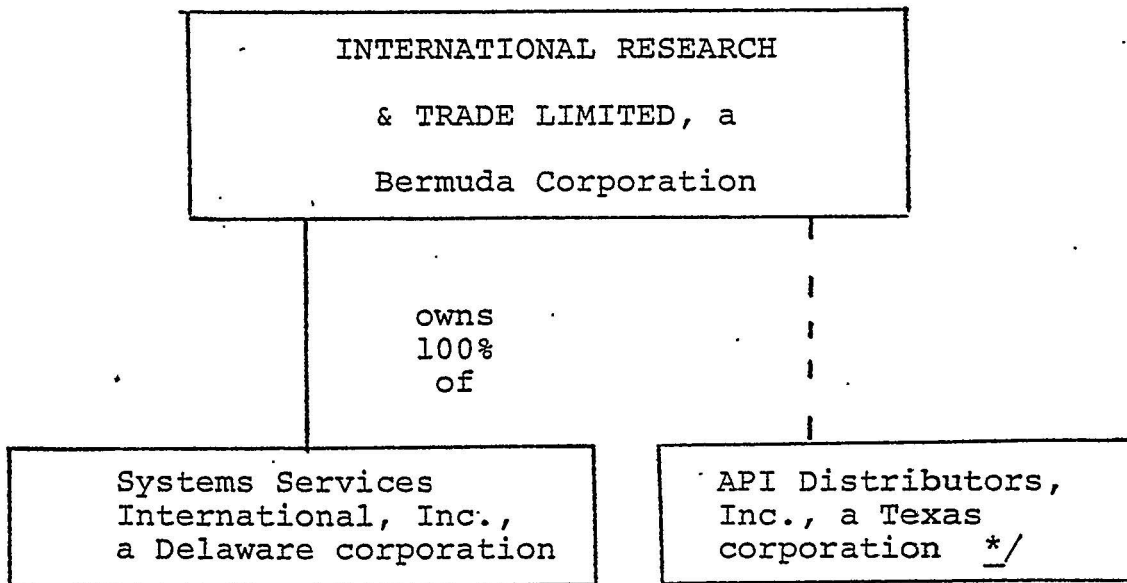 INTERNATIONAL RESEARCH
& TRADE LIMITED, a
Bermuda Corporation
owns
100%
of
Systems Services
International, Inc.,
a Delaware corporation
API Distributors,
Inc., a Texas
corporation */